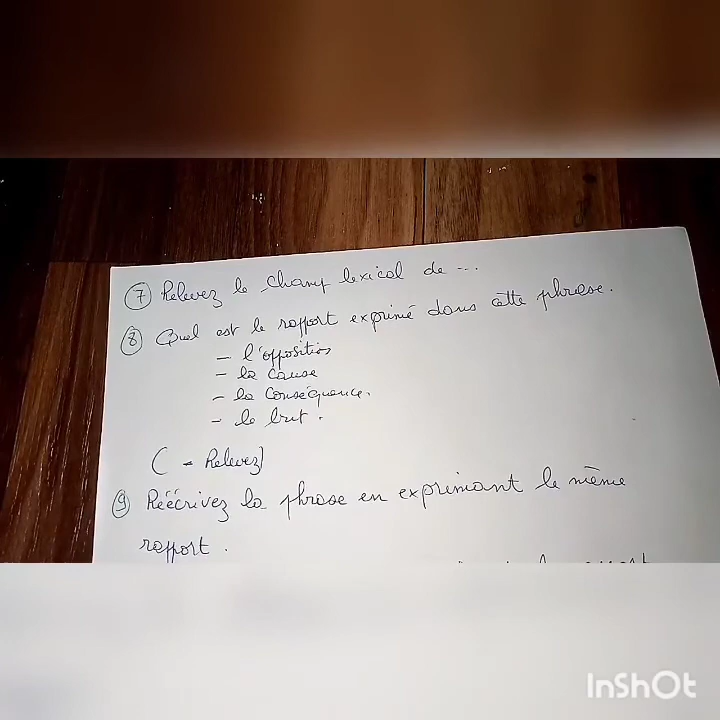 ⑦ Relevez le champ lexical de ...
⑧ Quel est le rapport exprimé dans cette phrase.
- l'opposition
- la cause
- la conséquence.
- le but.
( = Relevez)
⑨ Réécrivez la phrase en exprimant le même
rapport.
InShOt